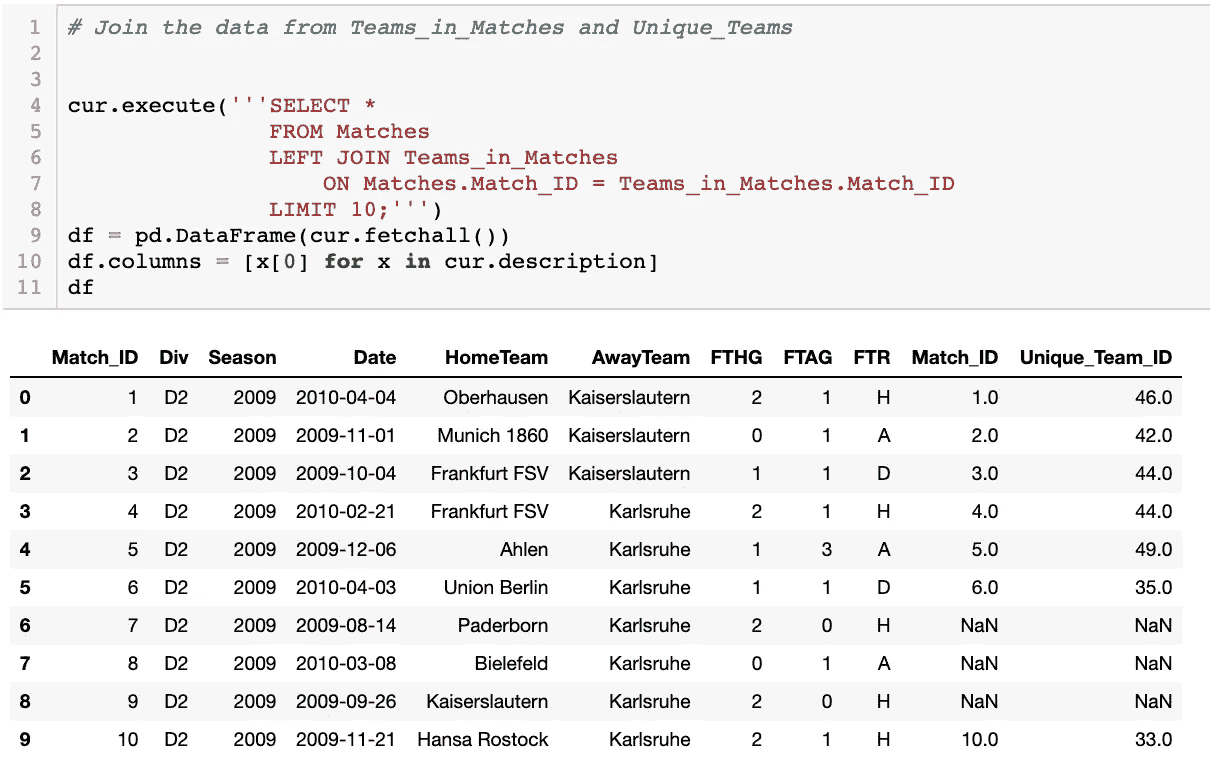 1 # Join the data from Teams_in_Matches and Unique_Teams
2
3
4 cur.execute('''SELECT *
5 FROM Matches
6 LEFT JOIN Teams_in_Matches
7 ON Matches.Match_ID = Teams_in_Matches.Match_ID
8 LIMIT 10;''')
9 df = pd.DataFrame(cur.fetchall())
10 df.columns = [x[0] for x in cur.description]
11 df
Match_ID Div Season Date HomeTeam AwayTeam FTHG FTAG FTR Match_ID Unique_Team_ID
0 1 D2 2009 2010-04-04 Oberhausen Kaiserslautern 2 1 H 1.0 46.0
1 2 D2 2009 2009-11-01 Munich 1860 Kaiserslautern 0 1 A 2.0 42.0
2 3 D2 2009 2009-10-04 Frankfurt FSV Kaiserslautern 1 1 D 3.0 44.0
3 4 D2 2009 2010-02-21 Frankfurt FSV Karlsruhe 2 1 H 4.0 44.0
4 5 D2 2009 2009-12-06 Ahlen Karlsruhe 1 3 A 5.0 49.0
5 6 D2 2009 2010-04-03 Union Berlin Karlsruhe 1 1 D 6.0 35.0
6 7 D2 2009 2009-08-14 Paderborn Karlsruhe 2 0 H NaN NaN
7 8 D2 2009 2010-03-08 Bielefeld Karlsruhe 0 1 A NaN NaN
8 9 D2 2009 2009-09-26 Kaiserslautern Karlsruhe 2 0 H NaN NaN
9 10 D2 2009 2009-11-21 Hansa Rostock Karlsruhe 2 1 H 10.0 33.0